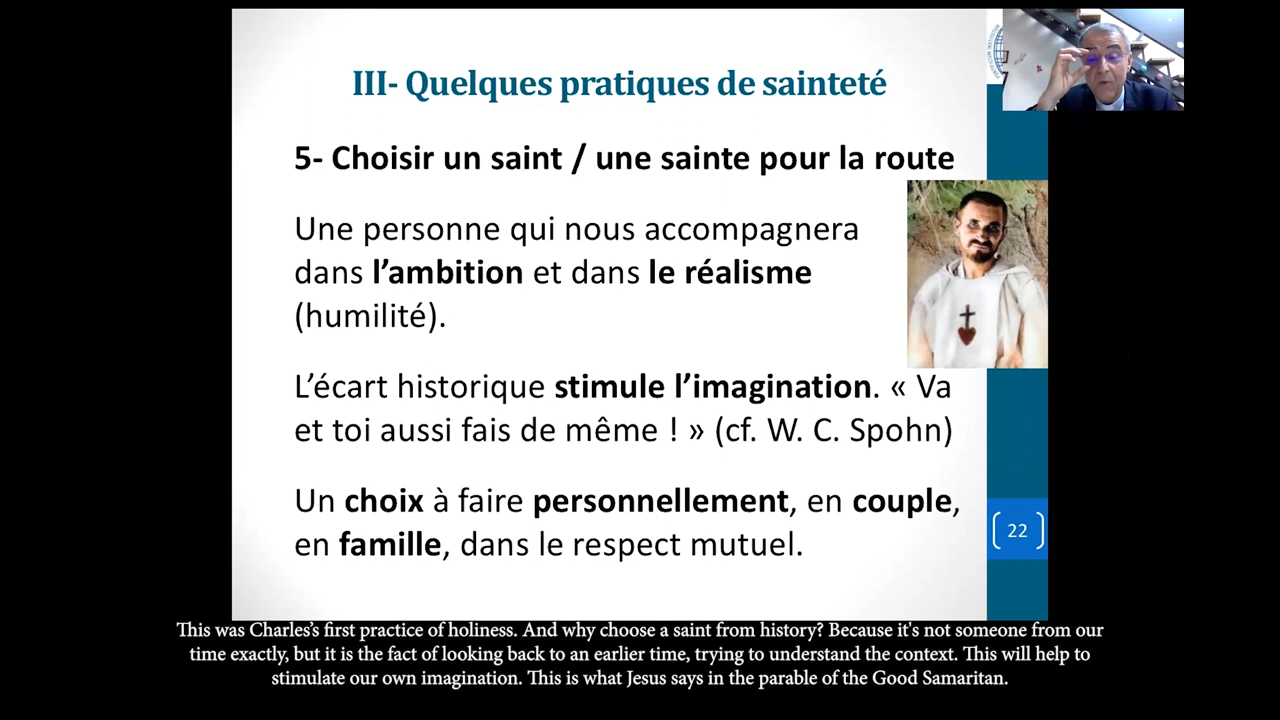 III- Quelques pratiques de sainteté
5- Choisir un saint / une sainte pour la route
Une personne qui nous accompagnera
dans l’ambition et dans le réalisme
(humilité).
L’écart historique stimule l’imagination. « Va
et toi aussi fais de même ! » (cf. W. C. Spohn)
Un choix à faire personnellement, en couple,
en famille, dans le respect mutuel.
22
This was Charles’s first practice of holiness. And why choose a saint from history? Because it's not someone from our
time exactly, but it is the fact of looking back to an earlier time, trying to understand the context. This will help to
stimulate our own imagination. This is what Jesus says in the parable of the Good Samaritan.